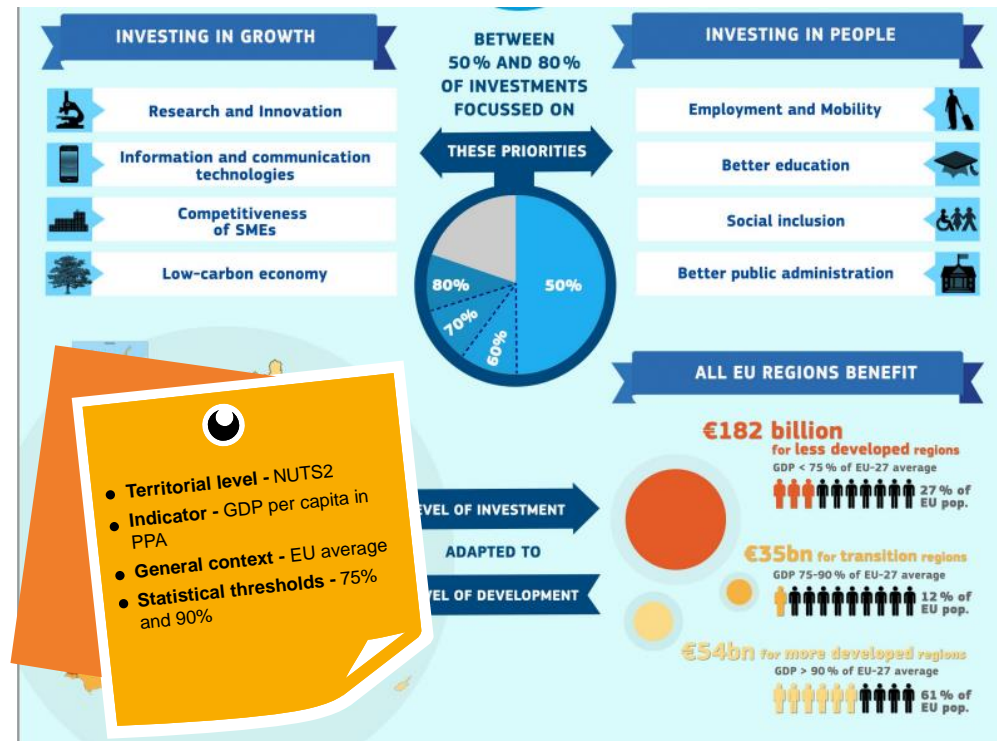 INVESTING IN GROWTH
Research and Innovation
Information and communication
technologies
Competitiveness
of SMEs
Low-carbon economy
BETWEEN
50% AND 80%
OF INVESTMENTS
FOCUSSED ON
THESE PRIORITIES
80%
70%
60%
50%
INVESTING IN PEOPLE
Employment and Mobility
Better education
Social inclusion
Better public administration
• Territorial level - NUTS2
• Indicator - GDP per capita in
PPA
• General context - EU average
• Statistical thresholds - 75%
and 90%
OF INVESTMENT
ADAPTED TO
OF DEVELOPMENT
ALL EU REGIONS BENEFIT
€182 billion
for less developed regions
GDP < 75 % of EU-27 average
27 % of
EU pop.
€35bn for transition regions
GDP 75-90 % of EU-27 average
12 % of
EU pop.
€54bn for more developed regions
GDP > 90 % of EU-27 average
61 % of
EU pop.